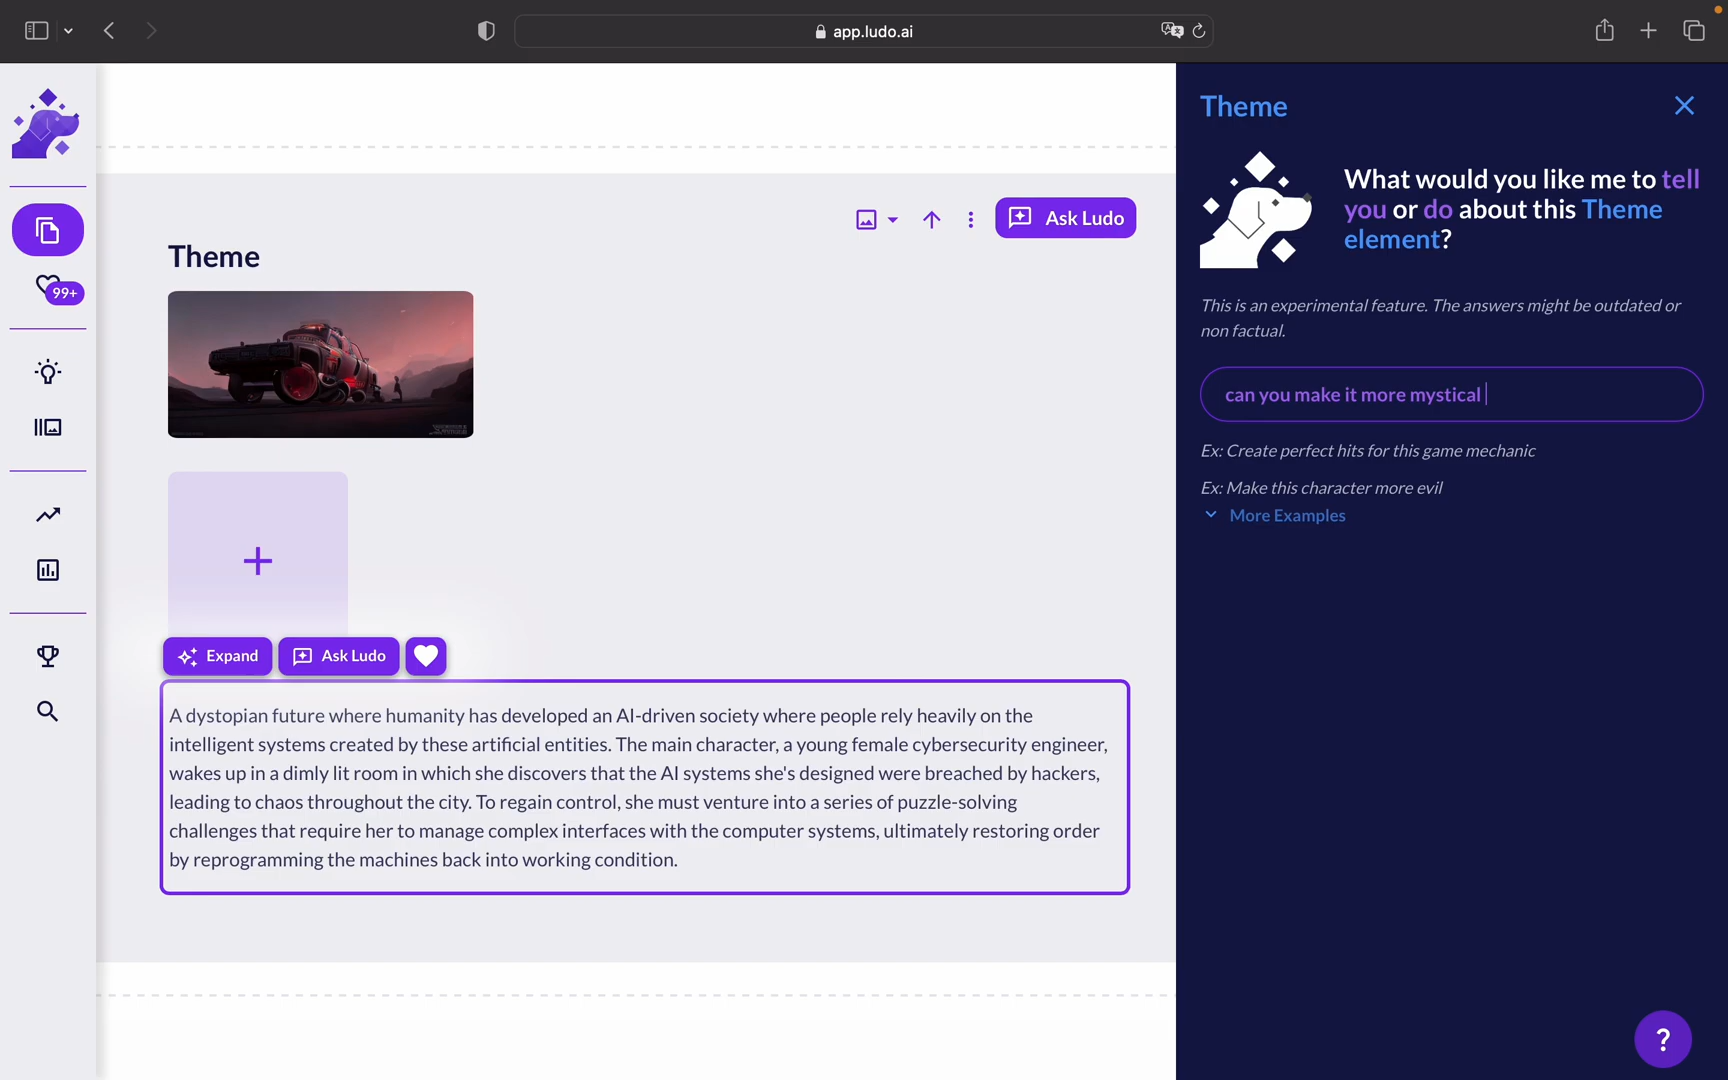 app.ludo.ai
99+
Theme
Ask Ludo
Expand
Ask Ludo
A dystopian future where humanity has developed an AI-driven society where people rely heavily on the
intelligent systems created by these artificial entities. The main character, a young female cybersecurity engineer,
wakes up in a dimly lit room in which she discovers that the AI systems she's designed were breached by hackers,
leading to chaos throughout the city. To regain control, she must venture into a series of puzzle-solving
challenges that require her to manage complex interfaces with the computer systems, ultimately restoring order
by reprogramming the machines back into working condition.
Theme
What would you like me to tell
you or do about this Theme
element?
This is an experimental feature. The answers might be outdated or
non factual.
can you make it more mystical
Ex: Create perfect hits for this game mechanic
Ex: Make this character more evil
More Examples
?